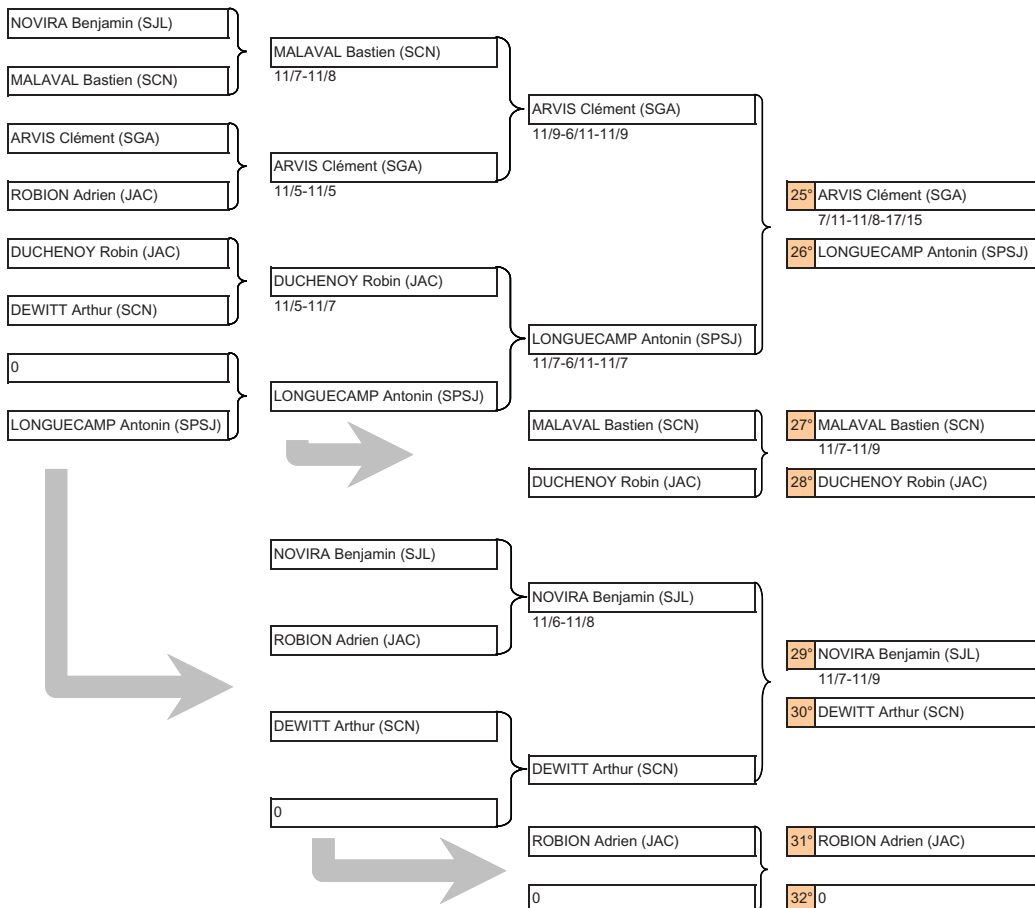 NOVIRA Benjamin (SJL)
MALAVAL Bastien (SCN)
ARVIS Clément (SGA)
ROBION Adrien (JAC)
DUCHENOY Robin (JAC)
DEWITT Arthur (SCN)
0
LONGUECAMP Antonin (SPSJ)
MALAVAL Bastien (SCN)
11/7-11/8
ARVIS Clément (SGA)
11/5-11/5
DUCHENOY Robin (JAC)
11/5-11/7
LONGUECAMP Antonin (SPSJ)
ARVIS Clément (SGA)
11/9-6/11-11/9
LONGUECAMP Antonin (SPSJ)
11/7-6/11-11/7
25° ARVIS Clément (SGA)
7/11-11/8-17/15
26° LONGUECAMP Antonin (SPSJ)
MALAVAL Bastien (SCN)
DUCHENOY Robin (JAC)
27° MALAVAL Bastien (SCN)
11/7-11/9
28° DUCHENOY Robin (JAC)
NOVIRA Benjamin (SJL)
ROBION Adrien (JAC)
DEWITT Arthur (SCN)
0
NOVIRA Benjamin (SJL)
11/6-11/8
DEWITT Arthur (SCN)
29° NOVIRA Benjamin (SJL)
11/7-11/9
30° DEWITT Arthur (SCN)
ROBION Adrien (JAC)
0
31° ROBION Adrien (JAC)
32° 0